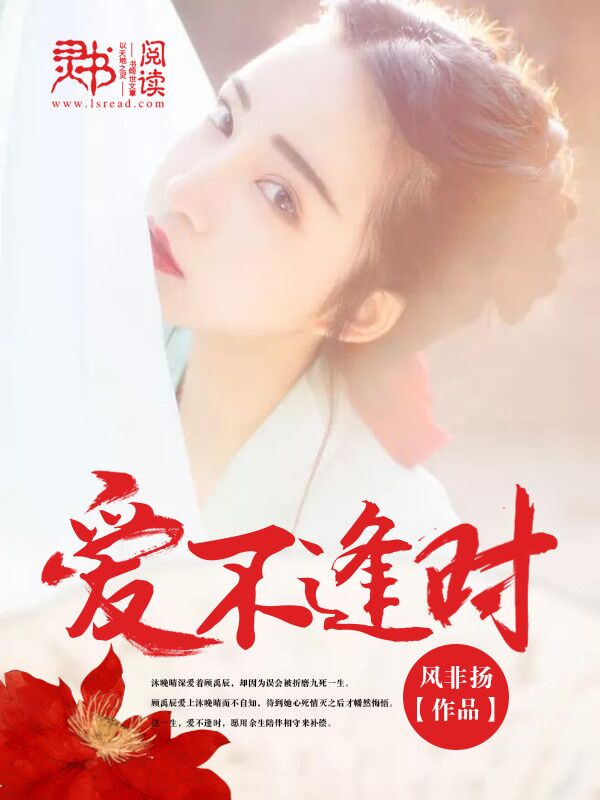 灵书
以天地之灵
书倾世文章
阅读
www.lsread.com
爱不逢时
风非扬
【作品】
沐晚晴深爱着顾禹辰，却因为误会被折磨九死一生。
顾禹辰爱上沐晚晴而不自知，待到她心死情灭之后才幡然悔悟。
这一生，爱不逢时，愿用余生陪伴相守来补偿。